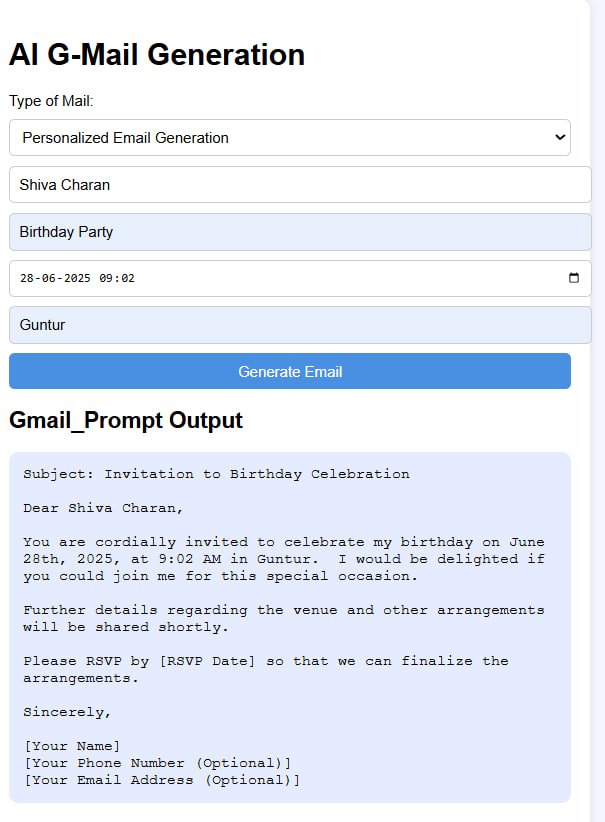 AI G-Mail Generation
Type of Mail:
Personalized Email Generation
Shiva Charan
Birthday Party
28-06-2025 09:02
Guntur
Generate Email
Gmail_Prompt Output
Subject: Invitation to Birthday Celebration
Dear Shiva Charan,
You are cordially invited to celebrate my birthday on June
28th, 2025, at 9:02 AM in Guntur.  I would be delighted if
you could join me for this special occasion.
Further details regarding the venue and other arrangements
will be shared shortly.
Please RSVP by [RSVP Date] so that we can finalize the
arrangements.
Sincerely,
[Your Name]
[Your Phone Number (Optional)]
[Your Email Address (Optional)]